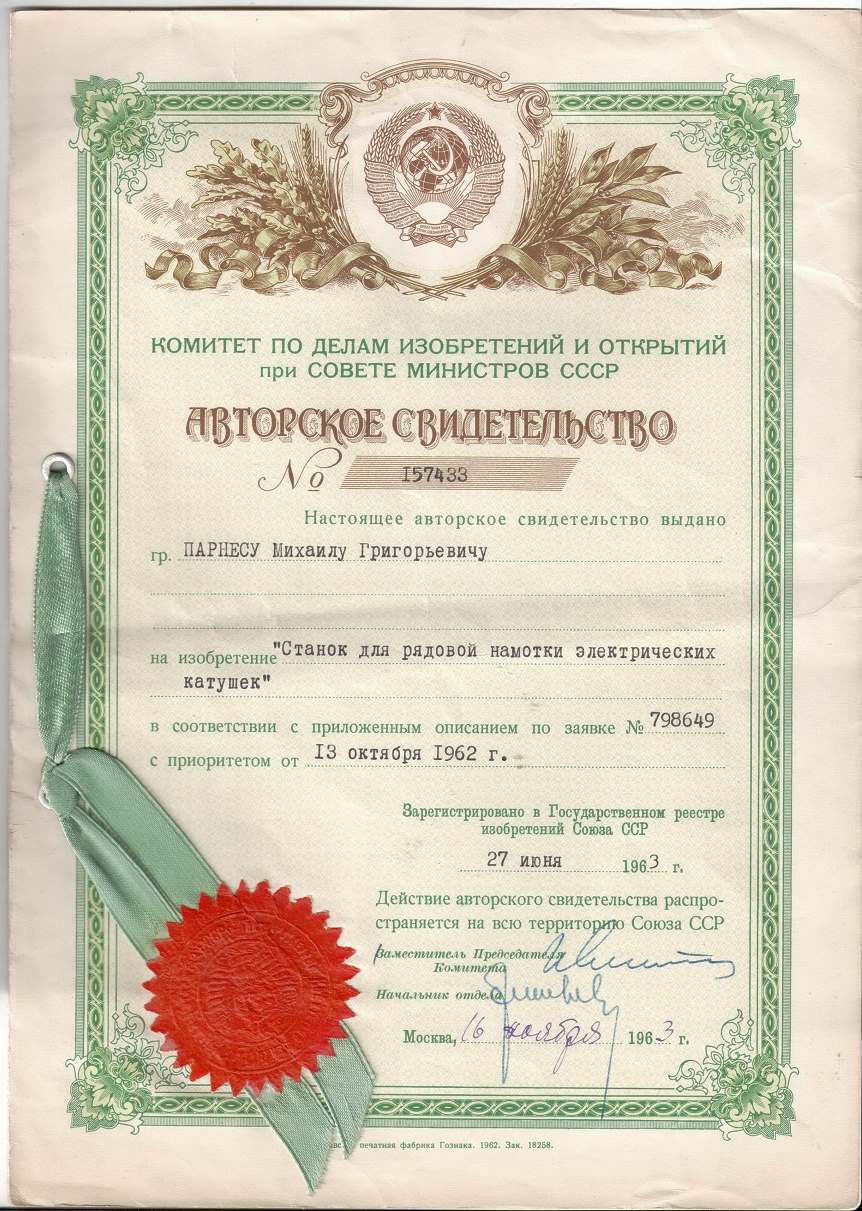 КОМИТЕТ ПО ДЕЛАМ ИЗОБРЕТЕНИЙ И ОТКРЫТИЙ
при СОВЕТЕ МИНИСТРОВ СССР
АВТОРСКОЕ СВИДЕТЕЛЬСТВО
№ I57433
Настоящее авторское свидетельство выдано
гр. ПАРНЕСУ Михаилу Григорьевичу
на изобретение "Станок для рядовой намотки электрических
катушек"
в соответствии с приложенным описанием по заявке № 798649
с приоритетом от I3 октября I962 г.
Зарегистрировано в Государственном реестре
изобретений Союза ССР
27 июня 1963 г.
Действие авторского свидетельства распро-
страняется на всю территорию Союза ССР
Заместитель Председателя
Комитета
Начальник отдела
Москва, 16 ноября 1963 г.
печатная фабрика Гознака. 1962. Зак. 18258.